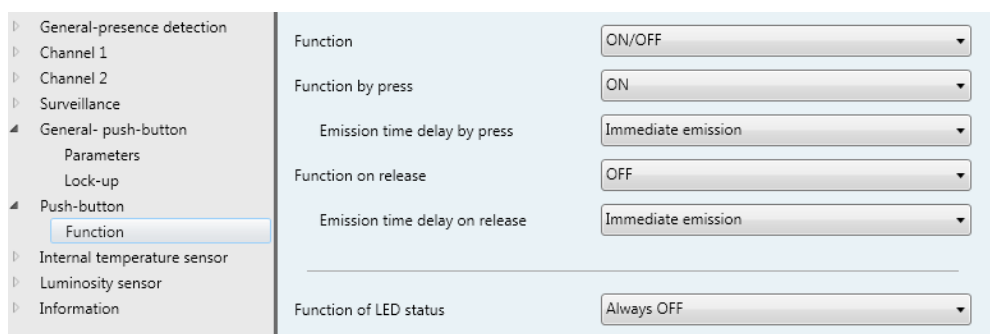 General-presence detection
Channel 1
Channel 2
Surveillance
General- push-button
Parameters
Lock-up
Push-button
Function
Internal temperature sensor
Luminosity sensor
Information
Function ON/OFF
Function by press ON
Emission time delay by press Immediate emission
Function on release OFF
Emission time delay on release Immediate emission
Function of LED status Always OFF